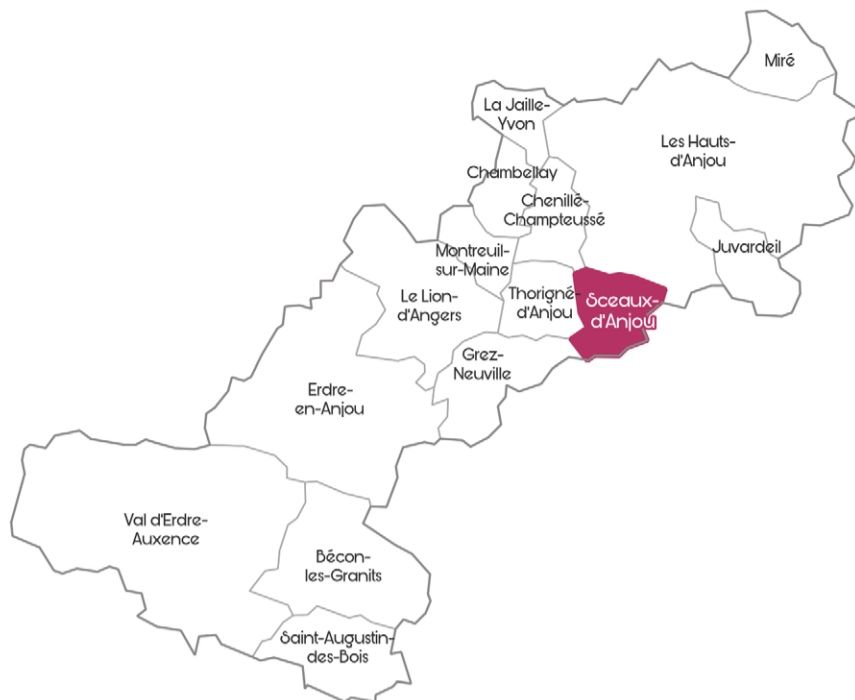 Miré
La Jaille-
Yvon
Les Hauts-
d'Anjou
Chambellay
Chenillé-
Champteussé
Juvardeil
Montreuil-
sur-Maine
Le Lion-
d'Angers
Thorigné-
d'Anjou
Sceaux-
d'Anjou
Grez-
Neuville
Erdre-
en-Anjou
Val d'Erdre-
Auxence
Bécon-
les-Granits
Saint-Augustin-
des-Bois